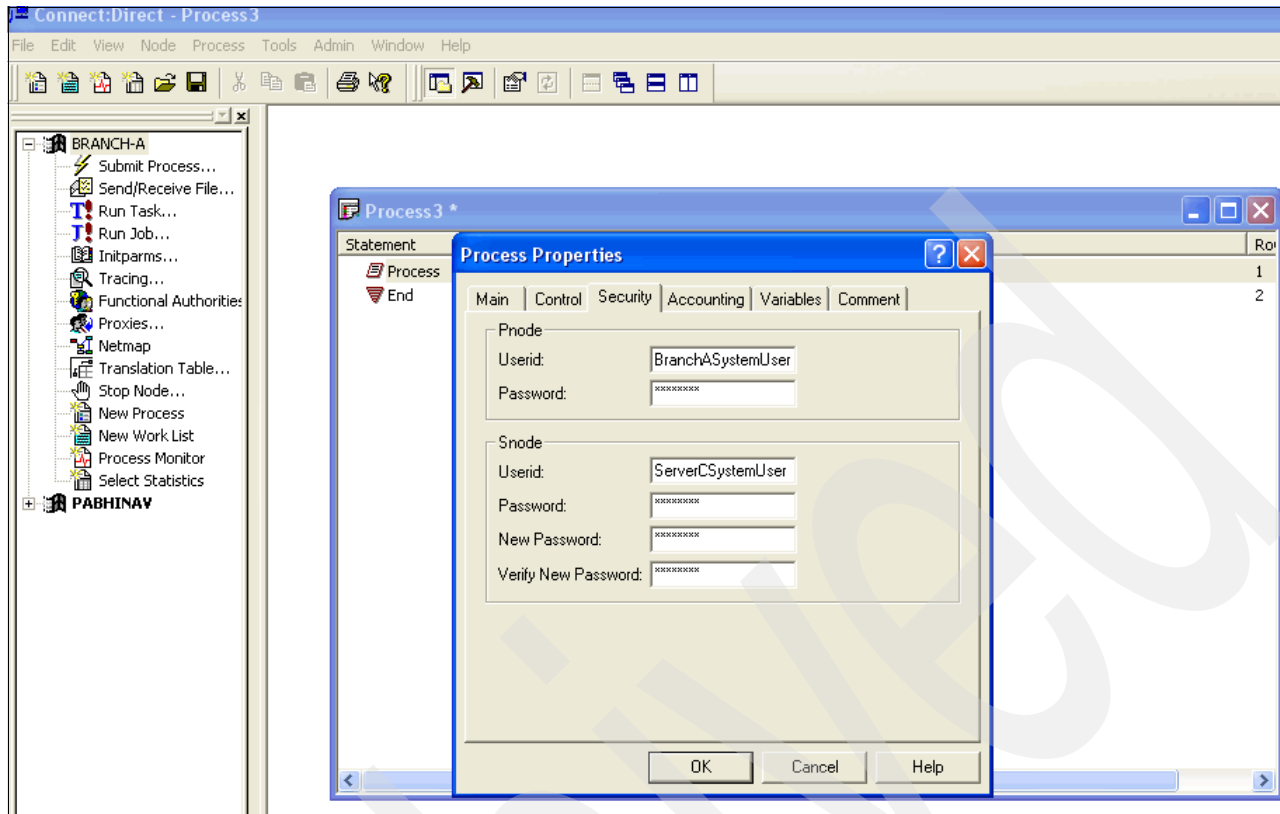 Connect:Direct - Process3
File Edit View Node Process Tools Admin Window Help
BRANCH-A
Submit Process...
Send/Receive File...
Run Task...
Run Job...
Initparms...
Tracing...
Functional Authorities
Proxies...
Netmap
Translation Table...
Stop Node...
New Process
New Work List
Process Monitor
Select Statistics
PABHINAV
Process3 *
Statement
Process
End
Rou
1
2
Process Properties
Main Control Security Accounting Variables Comment
Pnode
Userid: BranchASystemUser
Password: ********
Snode
Userid: ServerCSystemUser
Password: ********
New Password: ********
Verify New Password: ********
OK Cancel Help